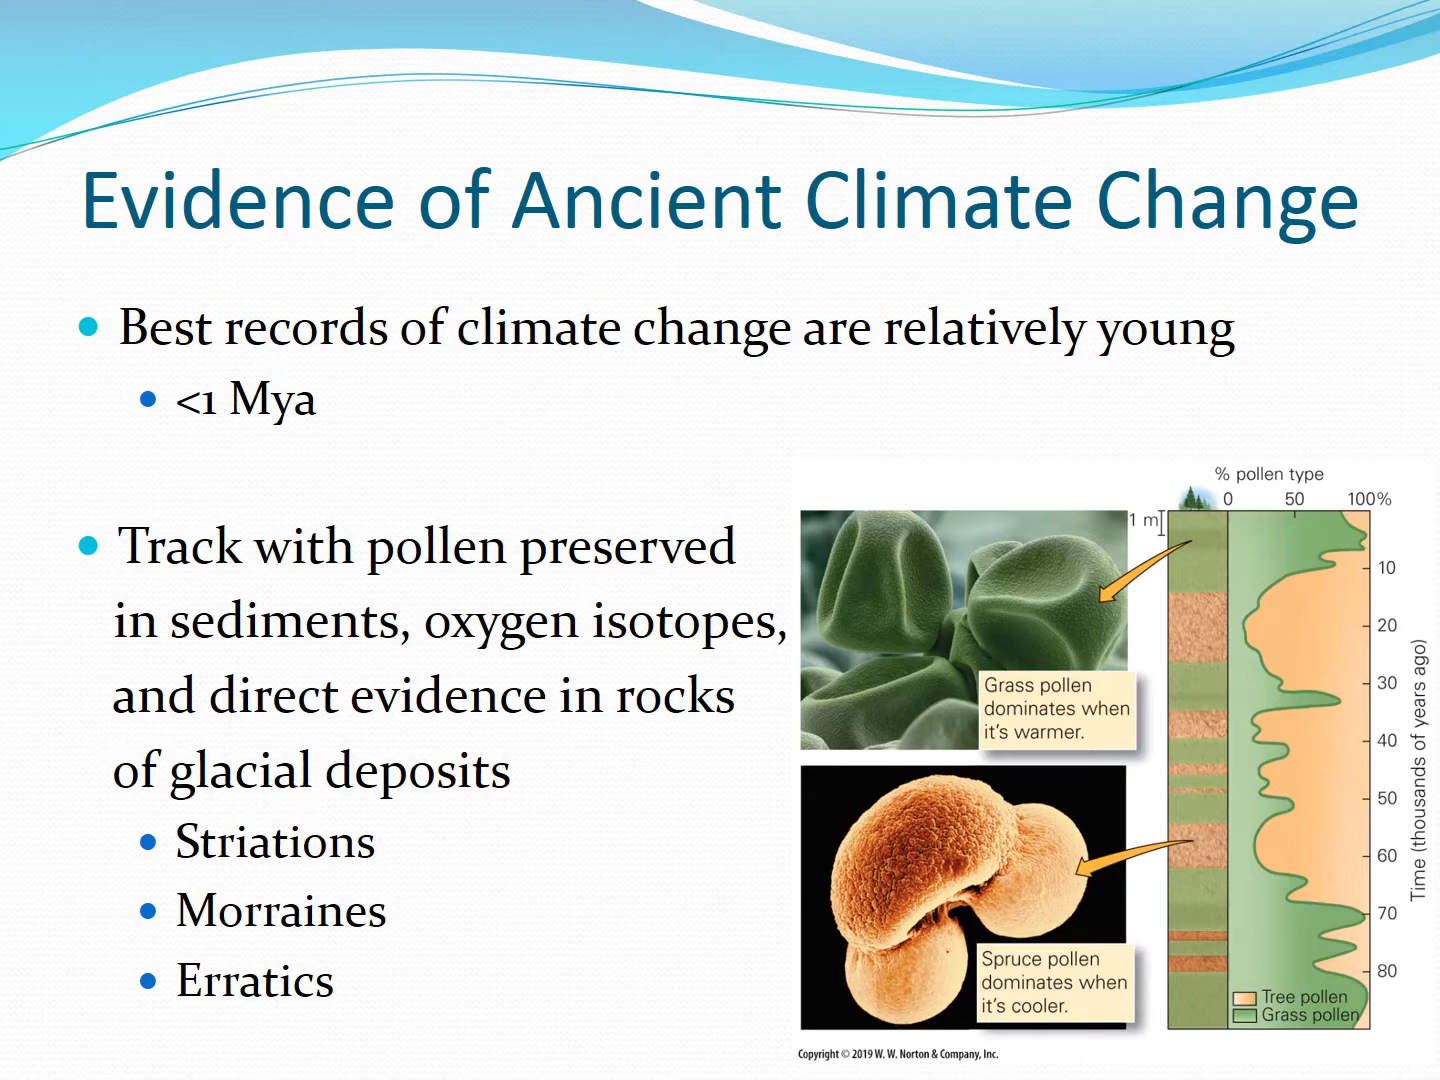 Evidence of Ancient Climate Change
Best records of climate change are relatively young
<1 Mya
Track with pollen preserved
in sediments, oxygen isotopes,
and direct evidence in rocks
of glacial deposits
Striations
Morraines
Erratics
% pollen type
0 50 100%
1 m
10
20
30
40
50
60
70
80
Time (thousands of years ago)
Grass pollen
dominates when
it's warmer.
Spruce pollen
dominates when
it's cooler.
Tree pollen
Grass pollen
Copyright © 2019 W. W. Norton & Company, Inc.